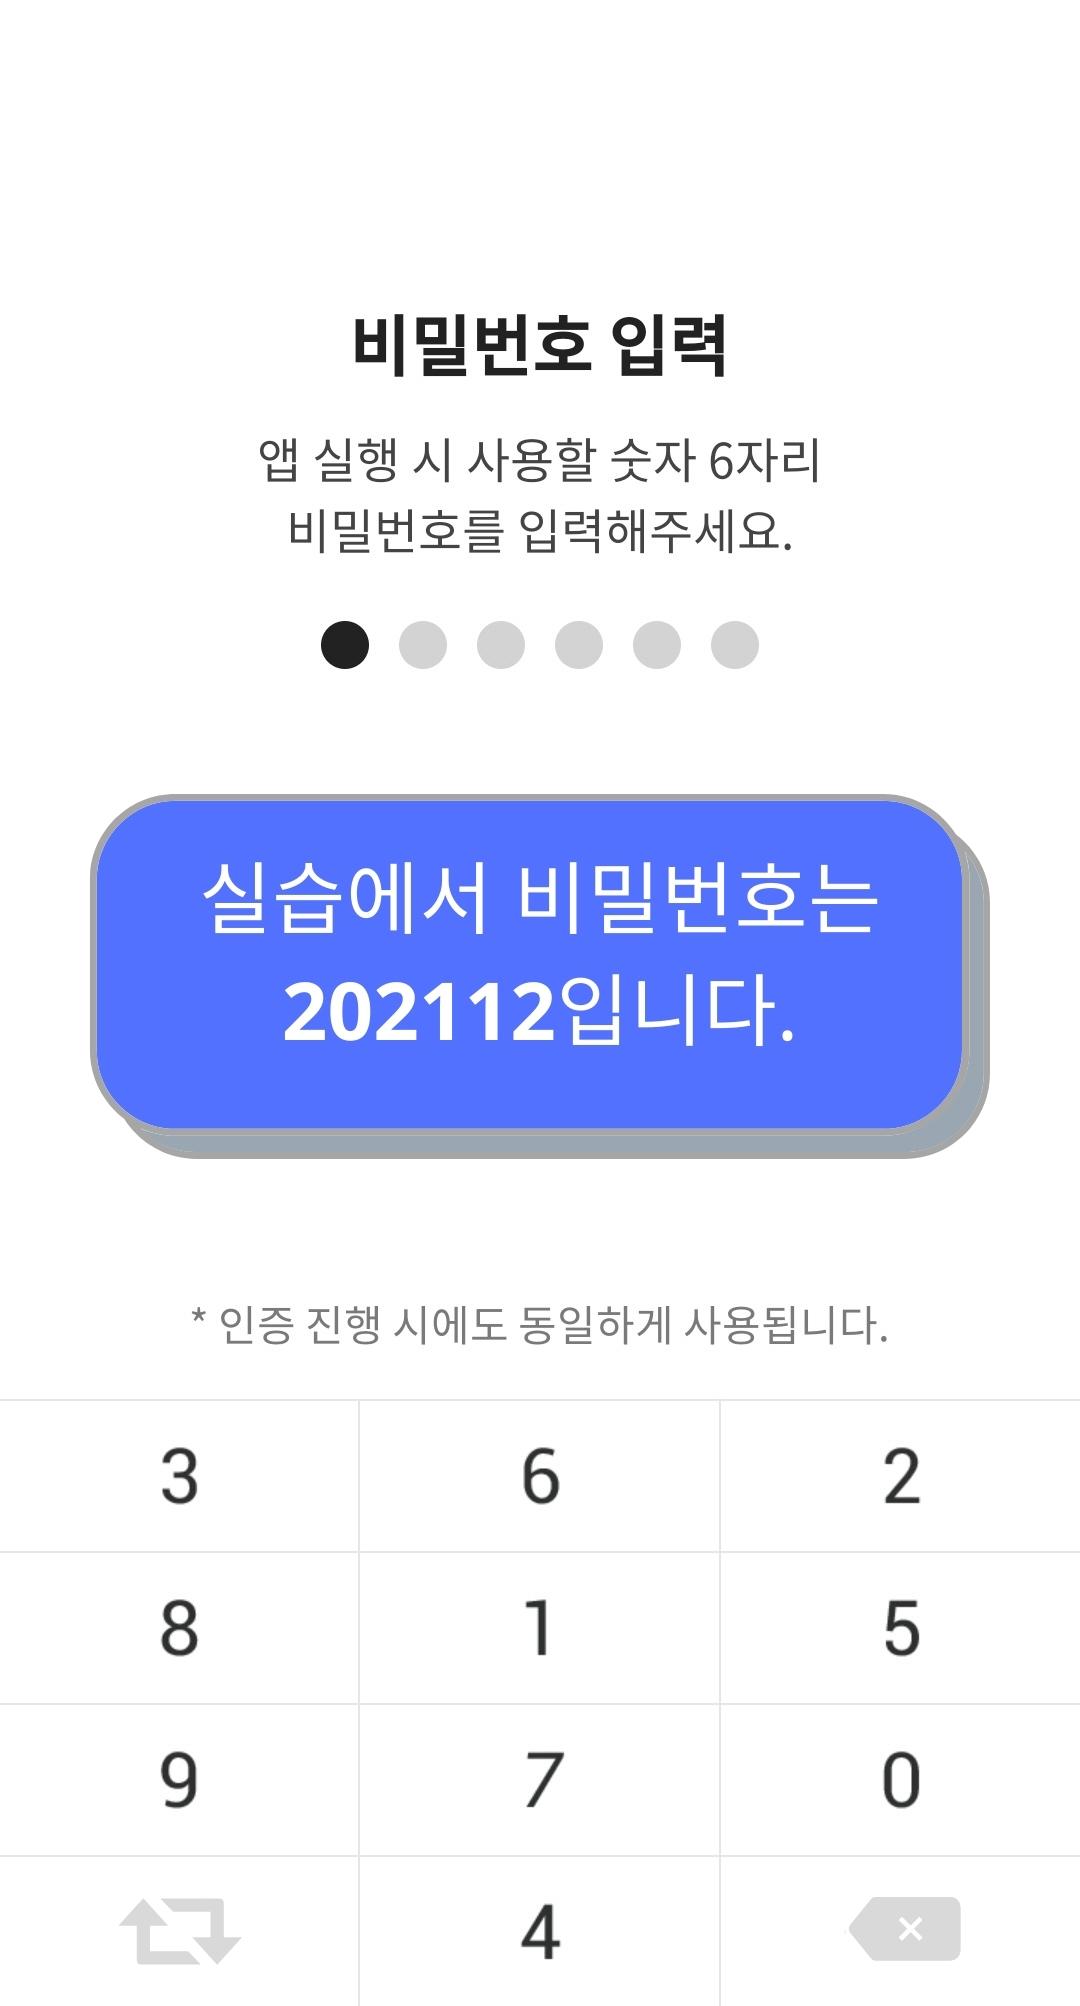 비밀번호 입력
앱 실행 시 사용할 숫자 6자리
비밀번호를 입력해주세요.
실습에서 비밀번호는
202112입니다.
* 인증 진행 시에도 동일하게 사용됩니다.
3 6 2
8 1 5
9 7 0
4